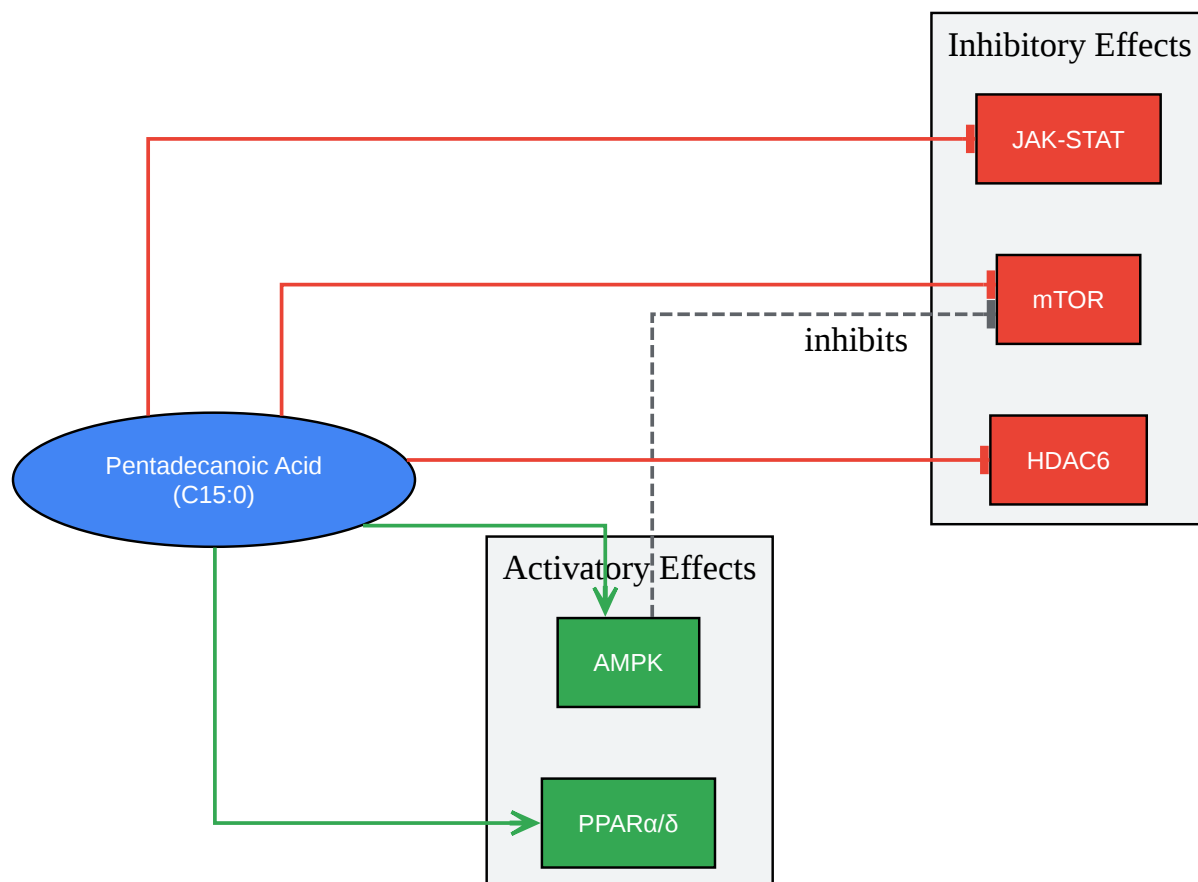 Inhibitory Effects
JAK-STAT
mTOR
inhibits
HDAC6
Pentadecanoic Acid
(C15:0)
Activatory Effects
AMPK
PPARα/δ